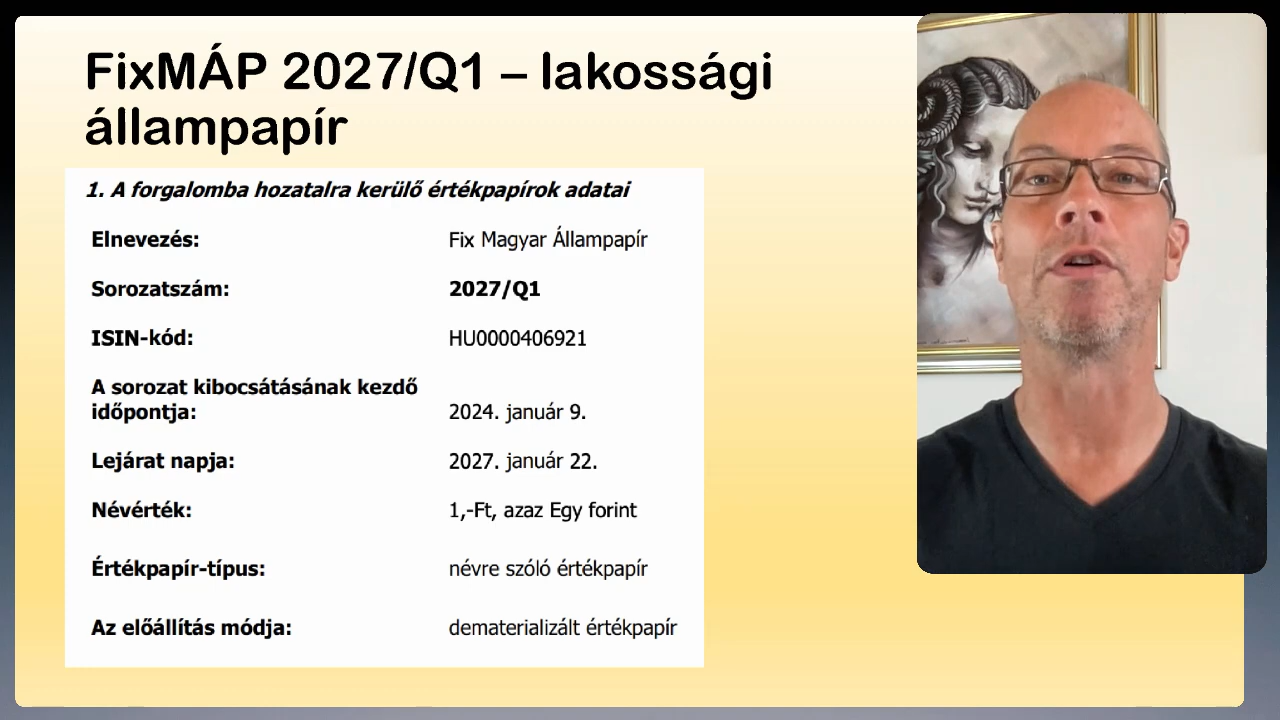 FixMÁP 2027/Q1 – lakossági
állampapír
1. A forgalomba hozatalra kerülő értékpapírok adatai
Elnevezés: Fix Magyar Állampapír
Sorozatszám: 2027/Q1
ISIN-kód: HU0000406921
A sorozat kibocsátásának kezdő
időpontja: 2024. január 9.
Lejárat napja: 2027. január 22.
Névérték: 1,-Ft, azaz Egy forint
Értékpapír-típus: névre szóló értékpapír
Az előállítás módja: dematerializált értékpapír